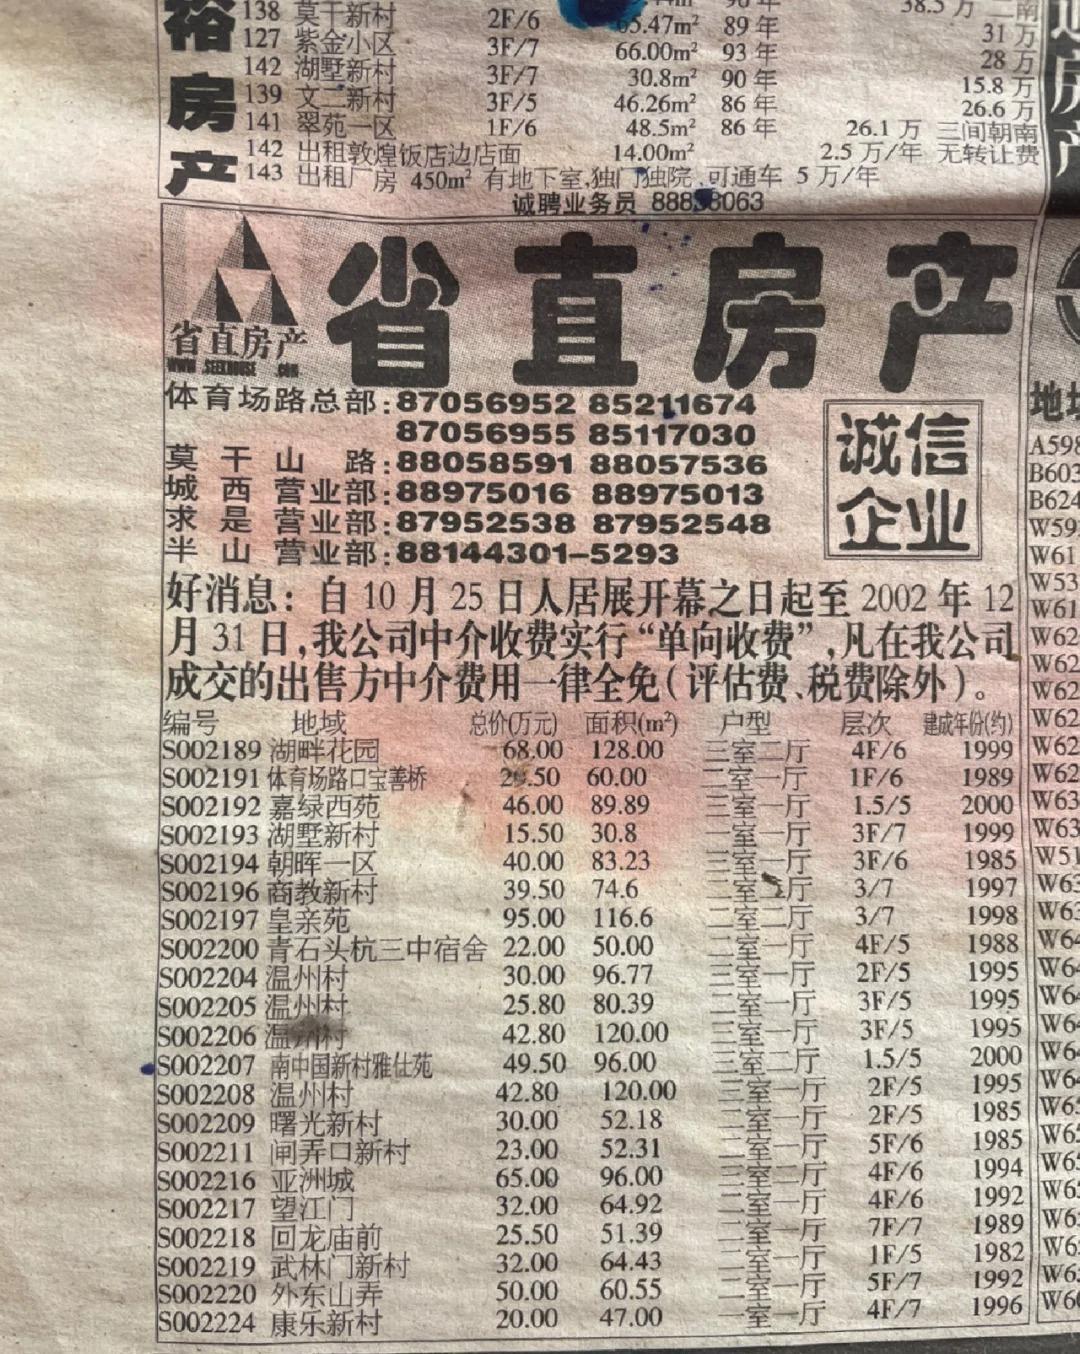 裕房产
138 莫干新村 2F/6 65.47m² 89年 31万
127 紫金小区 3F/7 66.00m² 93年 28万
142 湖墅新村 3F/7 30.8m² 90年 15.8万
139 文二新村 3F/5 46.26m² 86年 26.6万
141 翠苑一区 1F/6 48.5m² 86年 26.1万 三间朝南
142 出租敦煌饭店边店面 14.00m² 2.5万/年 无转让费
143 出租厂房 450m² 有地下室,独门独院 可通车 5万/年
诚聘业务员
省直房产
省直房产
WWW.SEEKHOUSE.COM
体育场路总部:87056952 85211674
87056955 85117030
莫干山路:88058591 88057536
城西营业部:88975016 88975013
求是营业部:87952538 87952548
半山营业部:88144301-5293
诚信
企业
好消息：自10月25日人居展开幕之日起至2002年12
月31日,我公司中介收费实行“单向收费”,凡在我公司
成交的出售方中介费用一律全免(评估费、税费除外)。
编号 地域 总价(万元) 面积(m²) 户型 层次 建成年份(约)
S002189 湖畔花园 68.00 128.00 三室二厅 4F/6 1999
S002191 体育场路口宝善桥 60.00 二室一厅 1F/6 1989
S002192 嘉绿西苑 46.00 89.89 三室一厅 1.5/5 2000
S002193 湖墅新村 15.50 30.8 一室一厅 3F/7 1999
S002194 朝晖一区 40.00 83.23 三室一厅 3F/6 1985
S002196 商教新村 39.50 74.6 二室 厅 3/7 1997
S002197 皇亲苑 95.00 116.6 二室二厅 3/7 1998
S002200 青石头杭三中宿舍 22.00 50.00 二室一厅 4F/5 1988
S002204 温州村 30.00 96.77 三室一厅 2F/5 1995
S002205 温州村 25.80 80.39 二室一厅 3F/5 1995
S002206 温州村 42.80 120.00 三室一厅 3F/5 1995
S002207 南中国新村雅仕苑 49.50 96.00 三室二厅 1.5/5 2000
S002208 温州村 42.80 120.00 三室一厅 2F/5 1995
S002209 曙光新村 30.00 52.18 二室一厅 2F/5 1985
S002211 闸弄口新村 23.00 52.31 二室一厅 5F/6 1985
S002216 亚洲城 65.00 96.00 三室二厅 4F/6 1994
S002217 望江门 32.00 64.92 二室一厅 4F/6 1992
S002218 回龙庙前 25.50 51.39 二室一厅 7F/7 1989
S002219 武林门新村 32.00 64.43 二室一厅 1F/5 1982
S002220 外东山弄 50.00 60.55 二室一厅 5F/7 1992
S002224 康乐新村 20.00 47.00 一室一厅 4F/7 1996